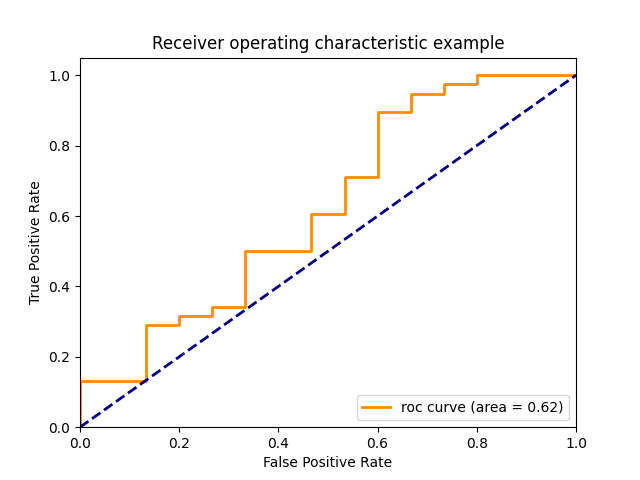 Receiver operating characteristic example
True Positive Rate
1.0
0.8
0.6
0.4
0.2
0.0
roc curve (area = 0.62)
0.0 0.2 0.4 0.6 0.8 1.0
False Positive Rate